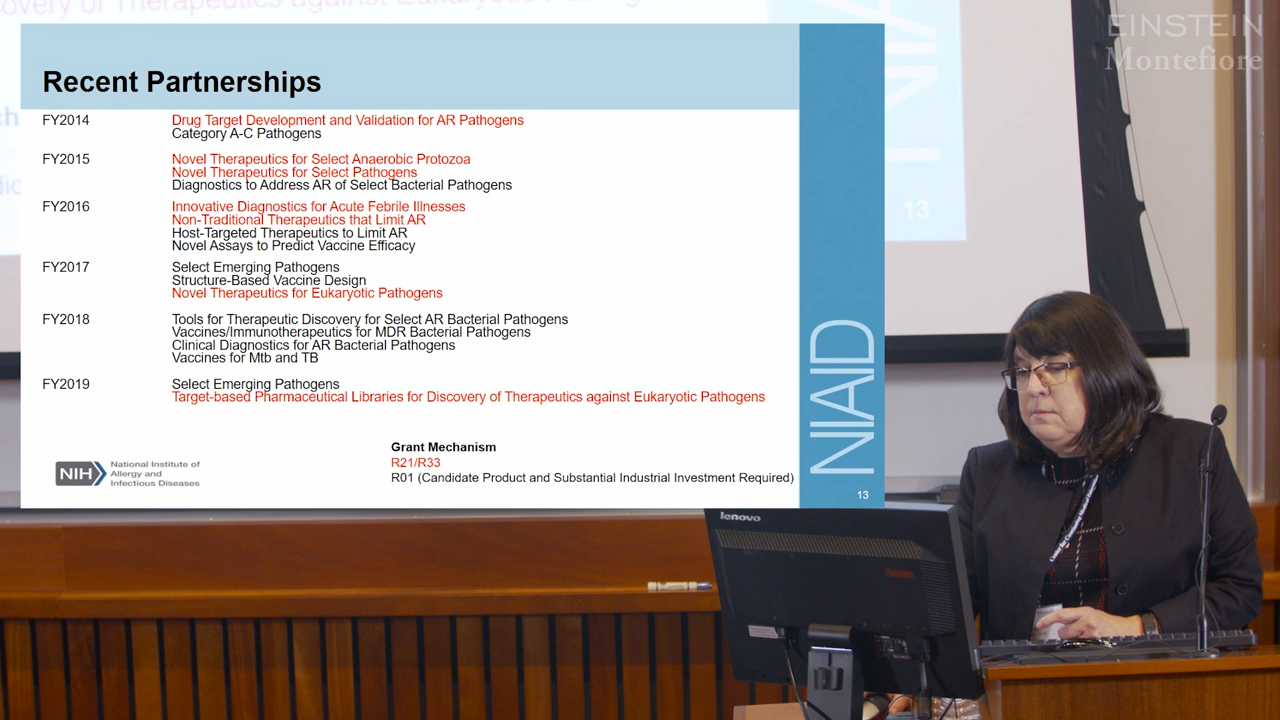 overy of Therapeutics against Eukaryotic
EINSTEIN
Montefiore
Recent Partnerships
FY2014
Drug Target Development and Validation for AR Pathogens
Category A-C Pathogens
FY2015
Novel Therapeutics for Select Anaerobic Protozoa
Novel Therapeutics for Select Pathogens
Diagnostics to Address AR of Select Bacterial Pathogens
FY2016
Innovative Diagnostics for Acute Febrile Illnesses
Non-Traditional Therapeutics that Limit AR
Host-Targeted Therapeutics to Limit AR
Novel Assays to Predict Vaccine Efficacy
FY2017
Select Emerging Pathogens
Structure-Based Vaccine Design
Novel Therapeutics for Eukaryotic Pathogens
FY2018
Tools for Therapeutic Discovery for Select AR Bacterial Pathogens
Vaccines/Immunotherapeutics for MDR Bacterial Pathogens
Clinical Diagnostics for AR Bacterial Pathogens
Vaccines for Mtb and TB
FY2019
Select Emerging Pathogens
Target-based Pharmaceutical Libraries for Discovery of Therapeutics against Eukaryotic Pathogens
Grant Mechanism
R21/R33
R01 (Candidate Product and Substantial Industrial Investment Required)
NIH
National Institute of
Allergy and
Infectious Diseases
NIAID
13
13
lenovo